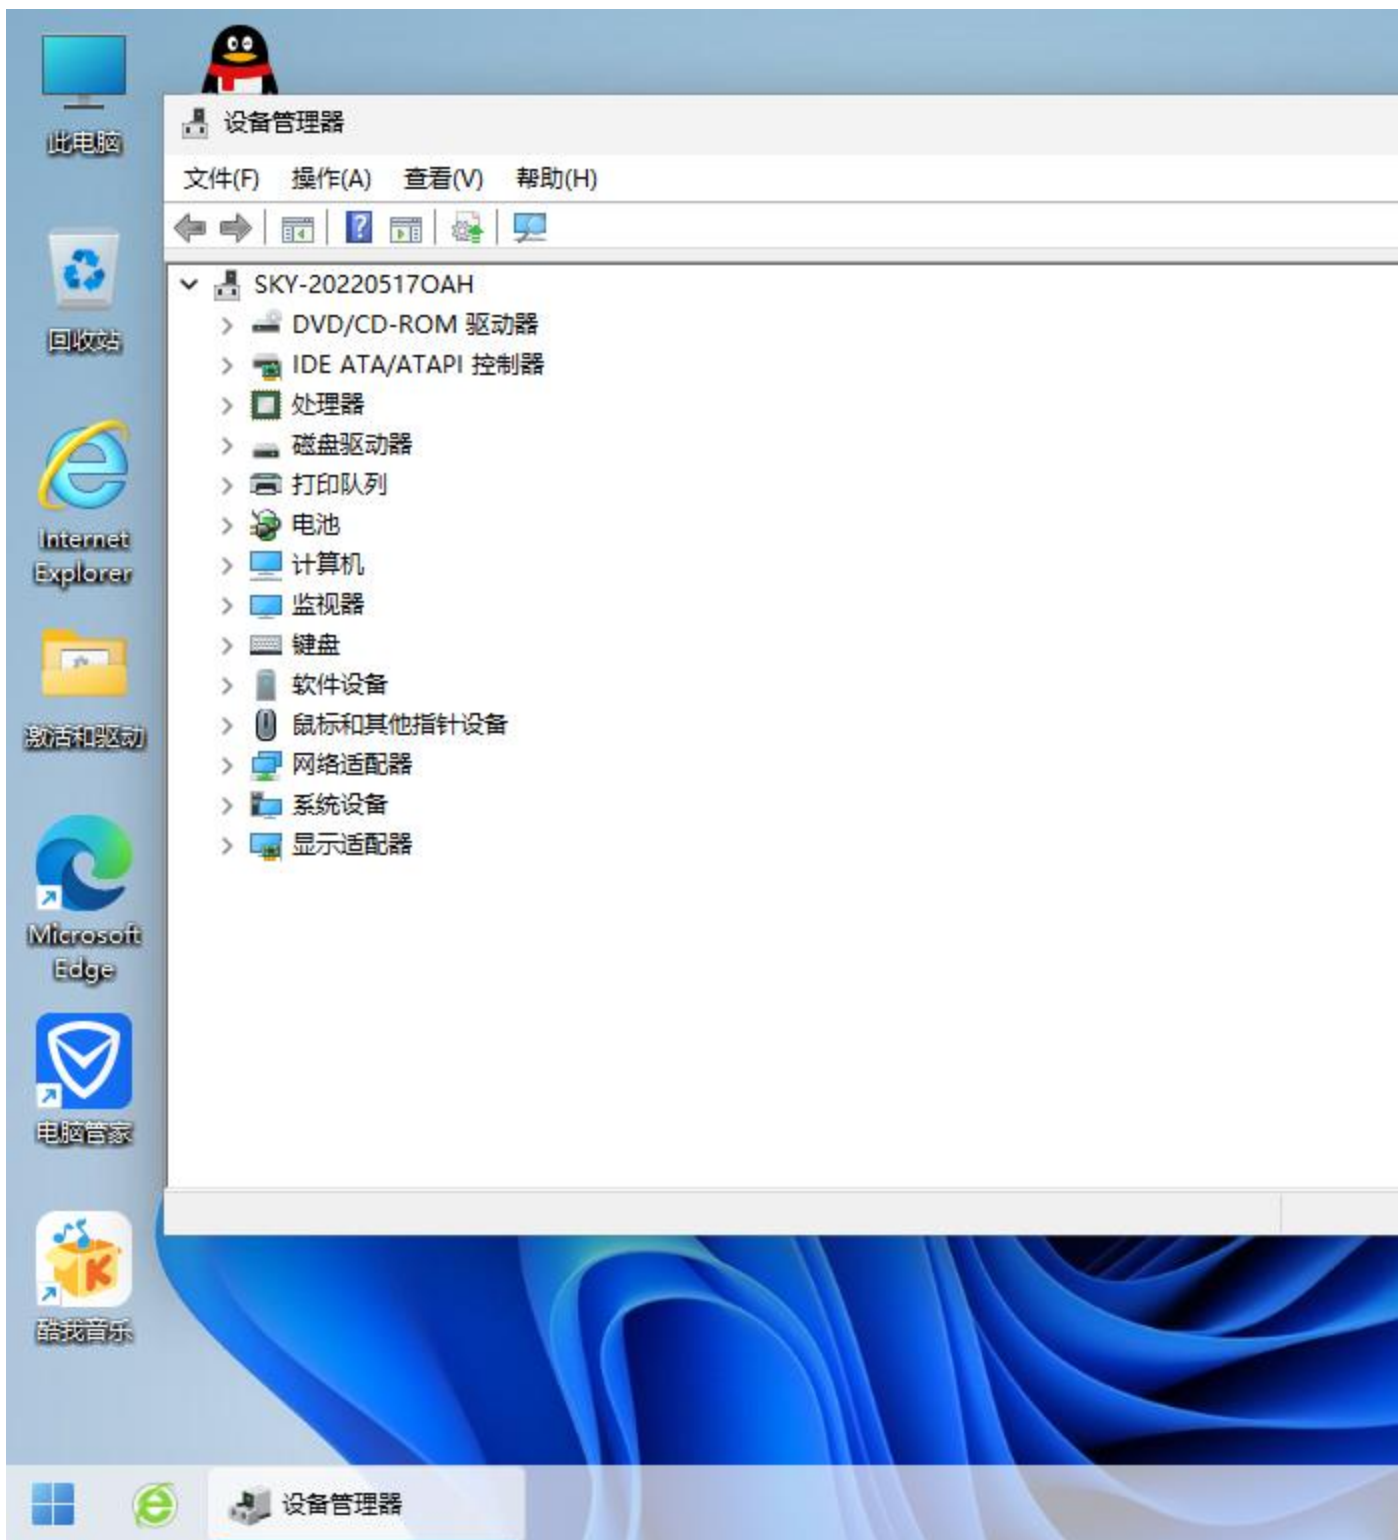 此电脑
回收站
Internet
Explorer
激活和驱动
Microsoft
Edge
电脑管家
酷我音乐
设备管理器
文件(F) 操作(A) 查看(V) 帮助(H)
SKY-20220517OAH
DVD/CD-ROM 驱动器
IDE ATA/ATAPI 控制器
处理器
磁盘驱动器
打印队列
电池
计算机
监视器
键盘
软件设备
鼠标和其他指针设备
网络适配器
系统设备
显示适配器
设备管理器